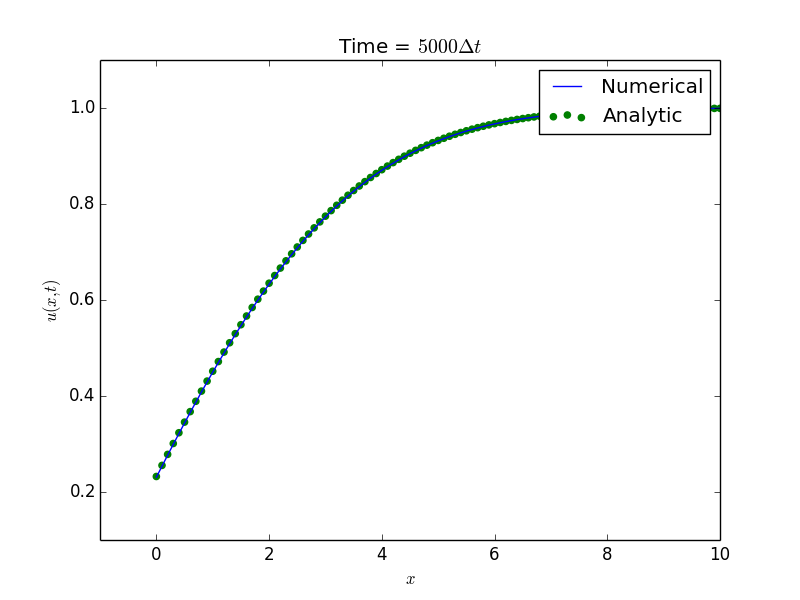 Time = 5000Δt
Numerical
Analytic
1.0
0.8
0.6
0.4
0.2
u(x,t)
0 2 4 6 8 10
x